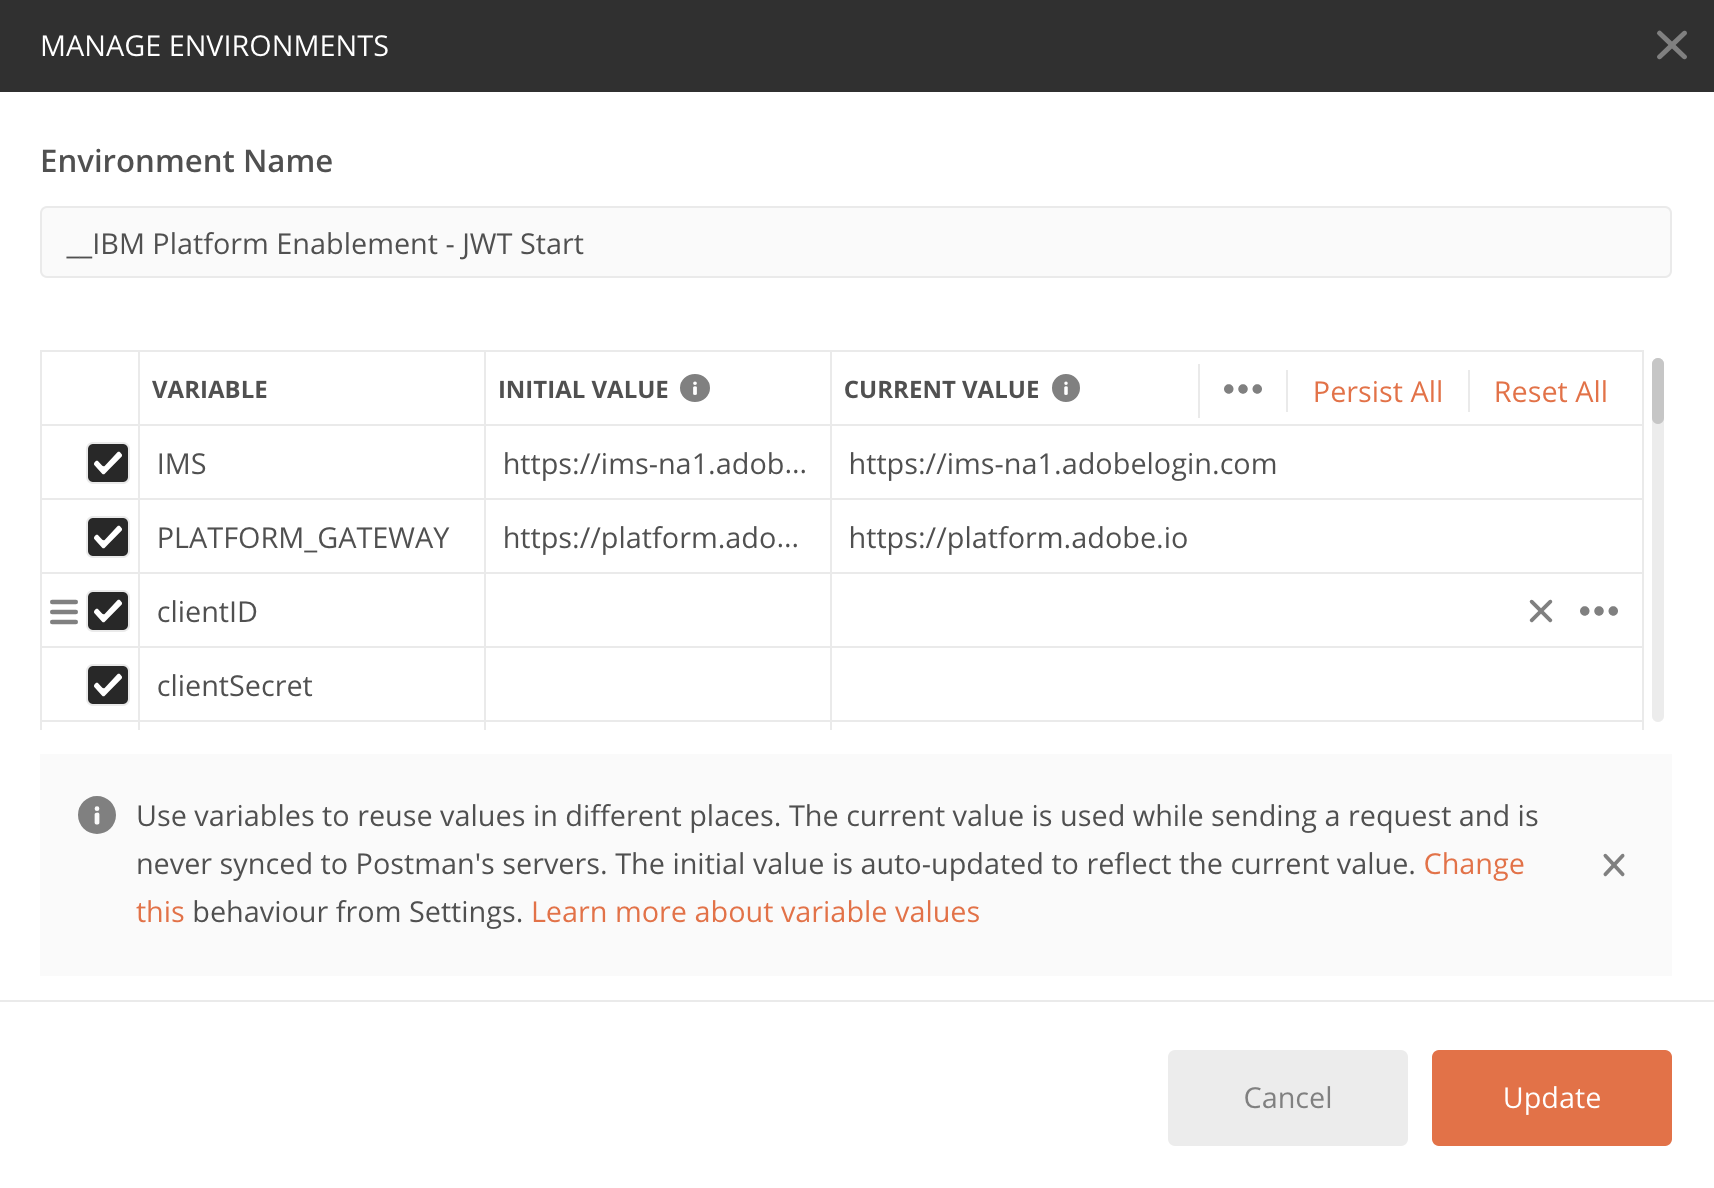 MANAGE ENVIRONMENTS
Environment Name
__IBM Platform Enablement - JWT Start
VARIABLE INITIAL VALUE CURRENT VALUE ••• Persist All Reset All
IMS https://ims-na1.adob... https://ims-na1.adobelogin.com
PLATFORM_GATEWAY https://platform.ado... https://platform.adobe.io
clientID
clientSecret
Use variables to reuse values in different places. The current value is used while sending a request and is
never synced to Postman's servers. The initial value is auto-updated to reflect the current value. Change
this behaviour from Settings. Learn more about variable values
Cancel Update